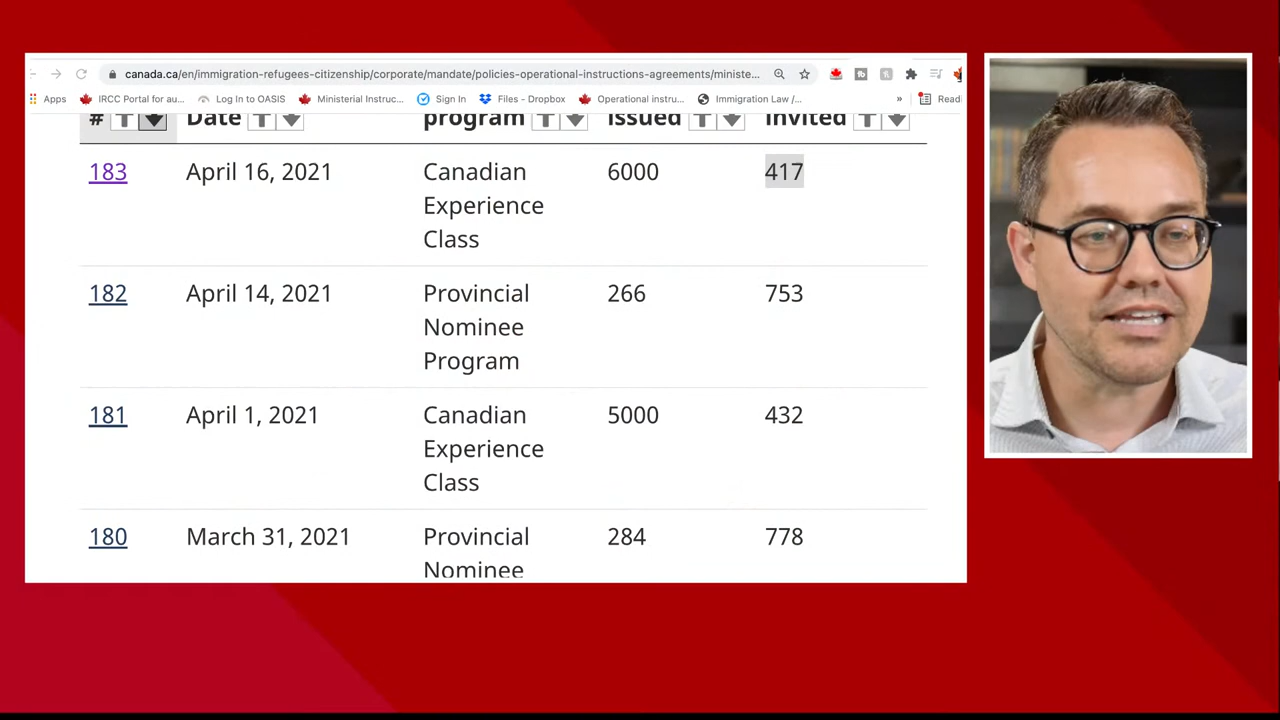 canada.ca/en/immigration-refugees-citizenship/corporate/mandate/policies-operational-instructions-agreements/ministe...
Apps IRCC Portal for au... Log In to OASIS Ministerial Instruc... Sign In Files - Dropbox Operational instru... Immigration Law /... » Readi
# Date program issued invited
183 April 16, 2021 Canadian 6000 417
Experience
Class
182 April 14, 2021 Provincial 266 753
Nominee
Program
181 April 1, 2021 Canadian 5000 432
Experience
Class
180 March 31, 2021 Provincial 284 778
Nominee